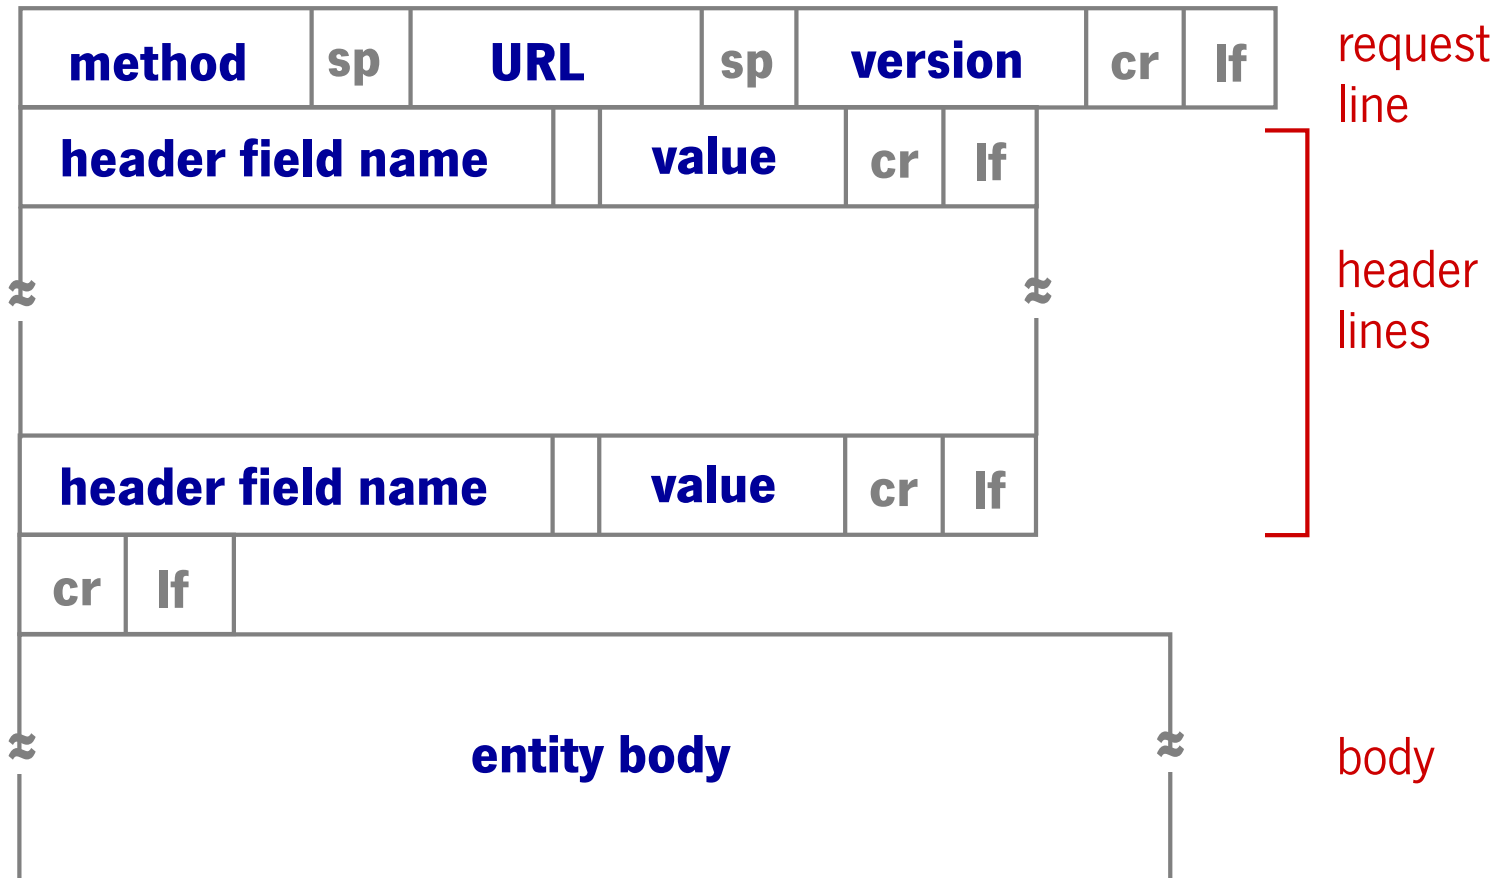 method sp URL sp version cr lf
request
line
header field name value cr lf
header
lines
header field name value cr lf
cr lf
entity body
body